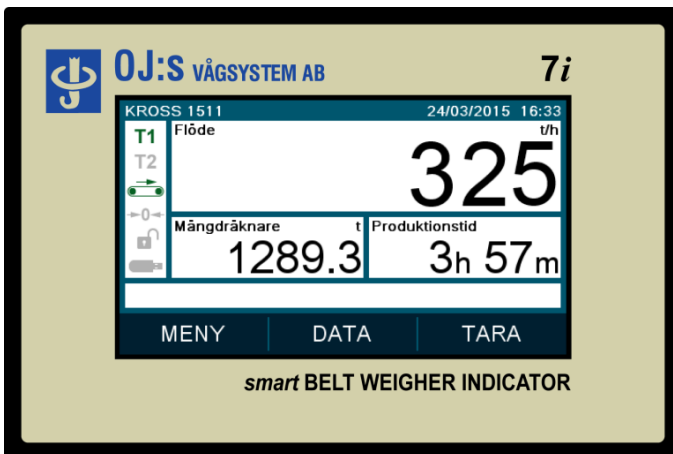 OJ:S VÅGSYSTEM AB 7i
KROSS 1511 24/03/2015 16:33
T1
T2
Flöde t/h
325
→0←
Mängdräknare t Produktionstid
1289.3 3h 57m
MENY DATA TARA
smart BELT WEIGHER INDICATOR